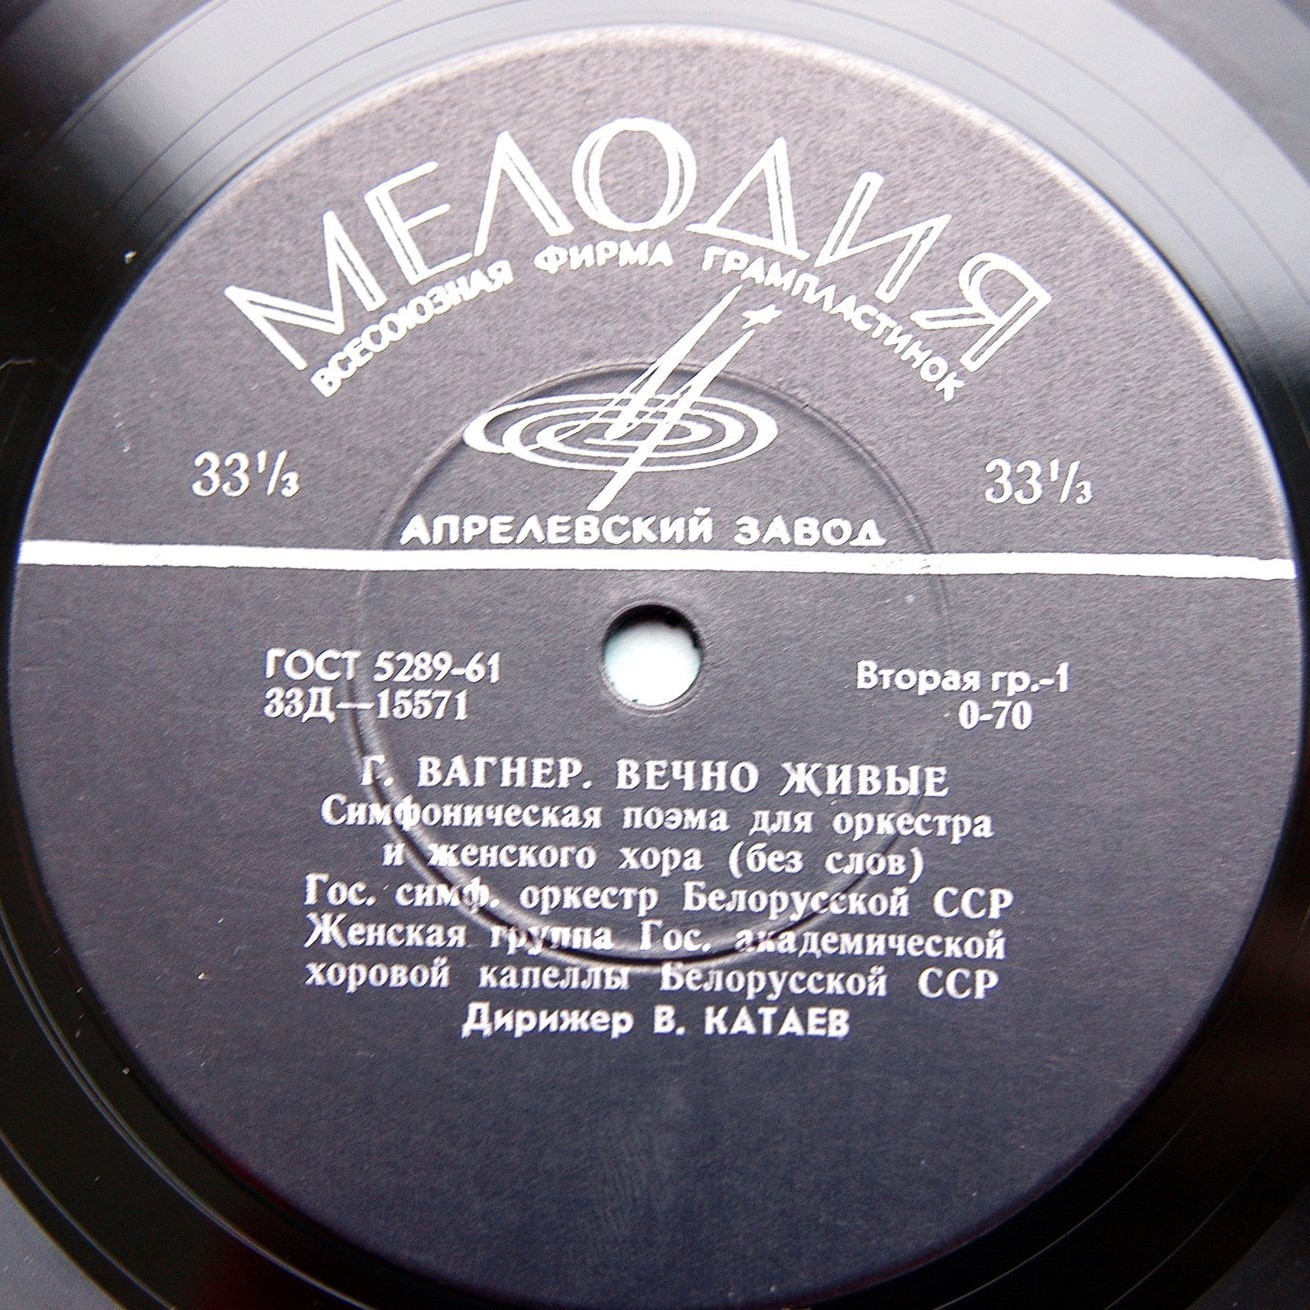 МЕЛОДИЯ
ВСЕСОЮЗНАЯ ФИРМА ГРАМПЛАСТИНОК
33¹/₃ 33¹/₃
АПРЕЛЕВСКИЙ ЗАВОД
ГОСТ 5289-61 Вторая гр.-1
33Д—15571 0-70
Г. ВАГНЕР. ВЕЧНО ЖИВЫЕ
Симфоническая поэма для оркестра
и женского хора (без слов)
Гос. симф. оркестр Белорусской ССР
Женская группа Гос. академической
хоровой капеллы Белорусской ССР
Дирижер В. КАТАЕВ